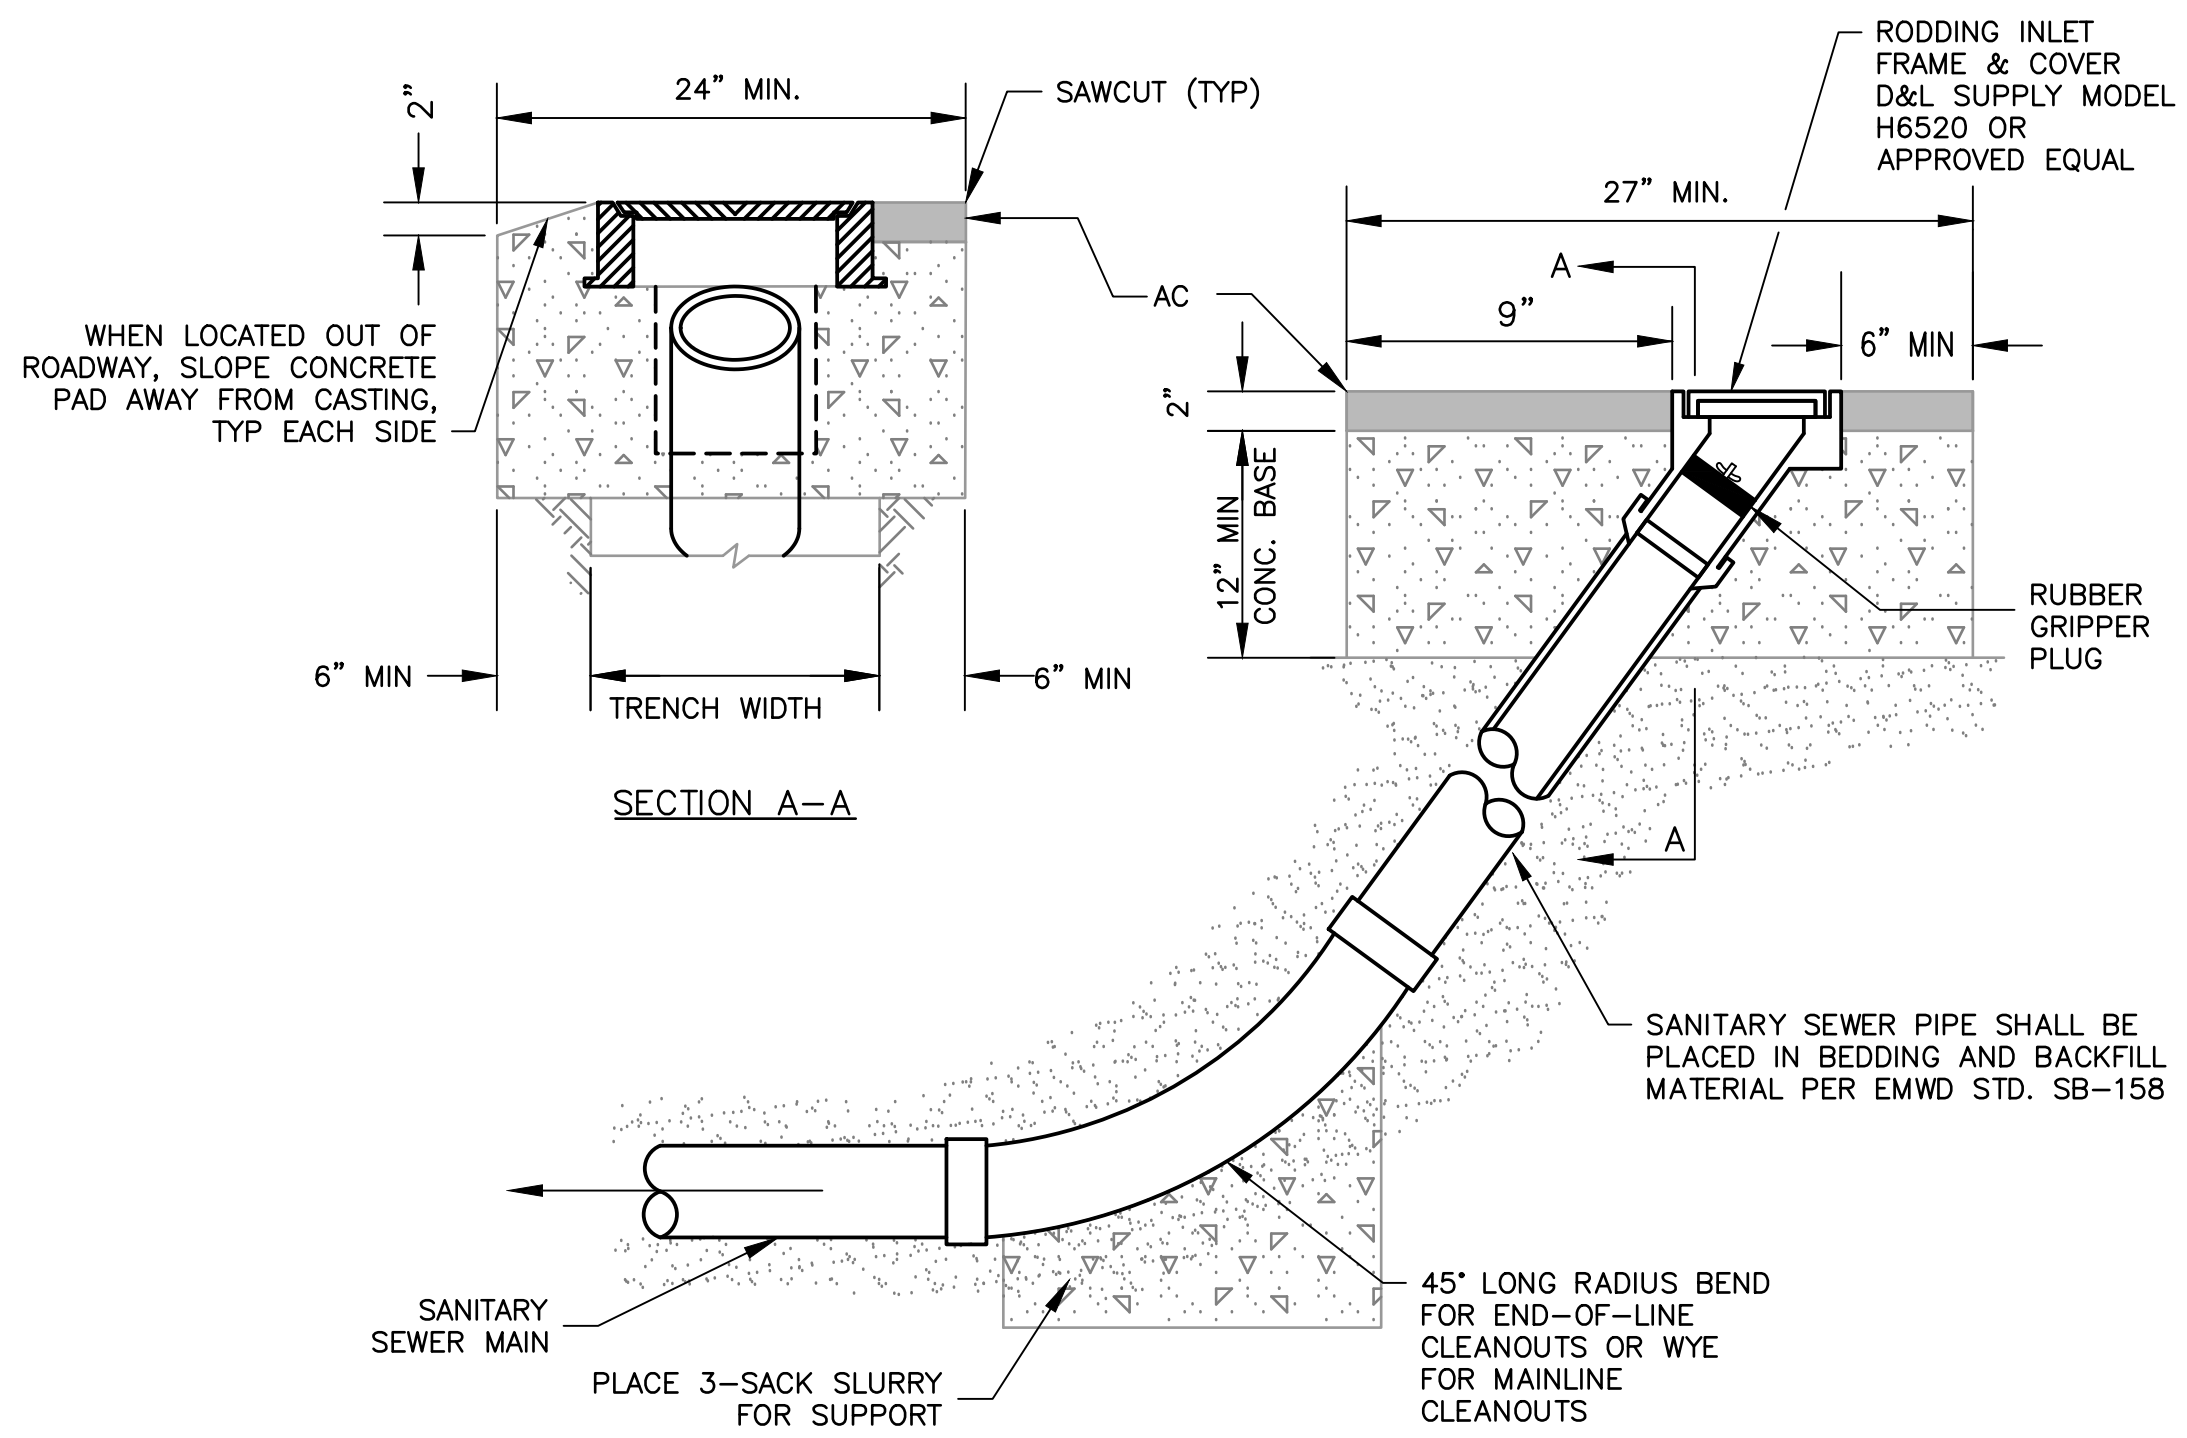 RODDING INLET
FRAME & COVER
D&L SUPPLY MODEL
H6520 OR
APPROVED EQUAL
24” MIN.
SAWCUT (TYP)
2”
27” MIN.
A
9”
6” MIN
AC
WHEN LOCATED OUT OF
ROADWAY, SLOPE CONCRETE
PAD AWAY FROM CASTING,
TYP EACH SIDE
2”
12” MIN
CONC. BASE
RUBBER
GRIPPER
PLUG
6” MIN
TRENCH WIDTH
6” MIN
SECTION A-A
A
SANITARY SEWER PIPE SHALL BE
PLACED IN BEDDING AND BACKFILL
MATERIAL PER EMWD STD. SB-158
SANITARY
SEWER MAIN
PLACE 3-SACK SLURRY
FOR SUPPORT
45° LONG RADIUS BEND
FOR END-OF-LINE
CLEANOUTS OR WYE
FOR MAINLINE
CLEANOUTS